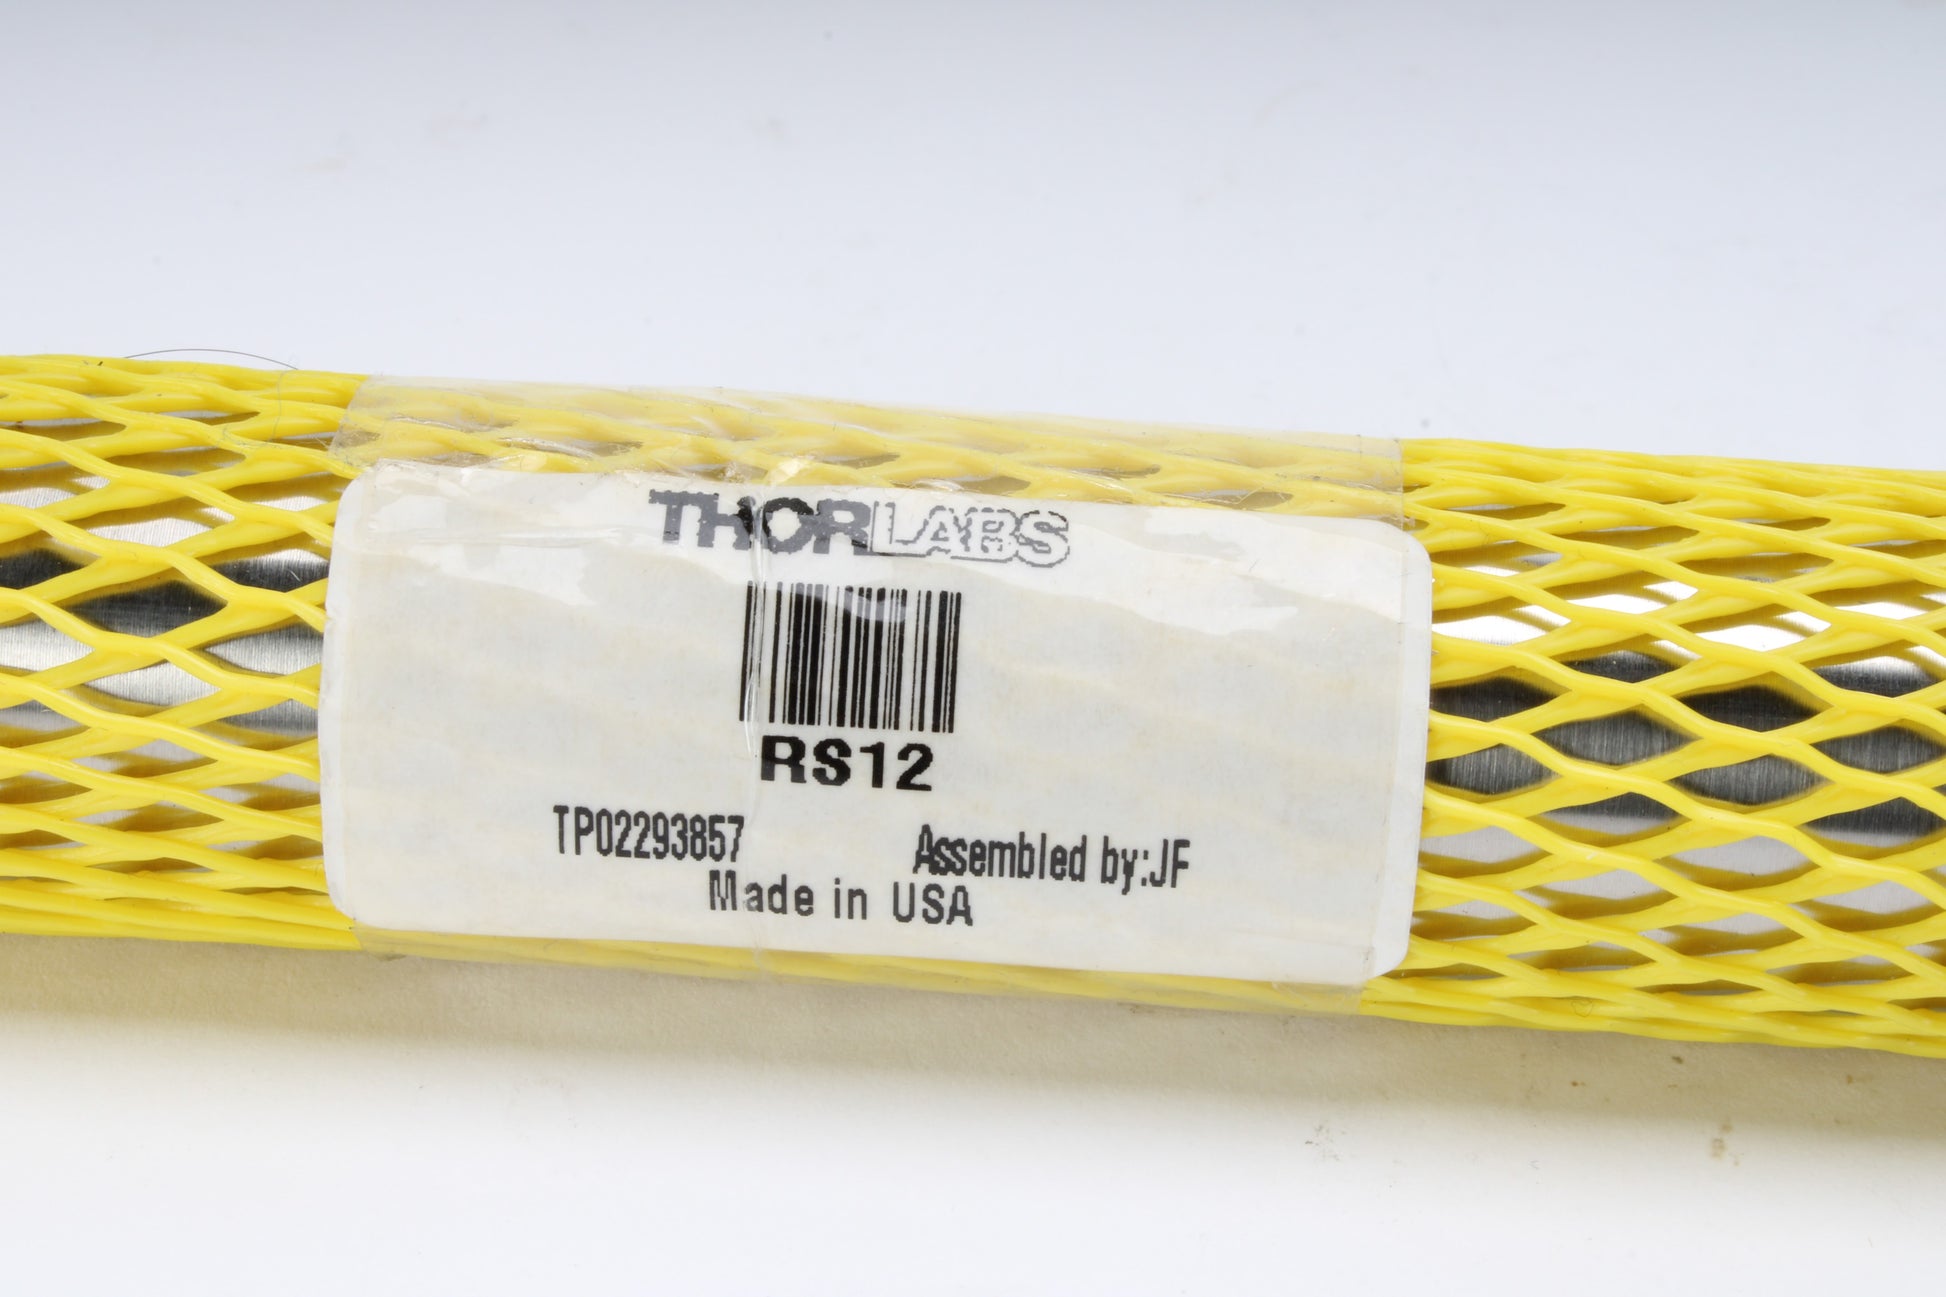 THORLABS
RS12
TP02293857 Assembled by:JF
Made in USA